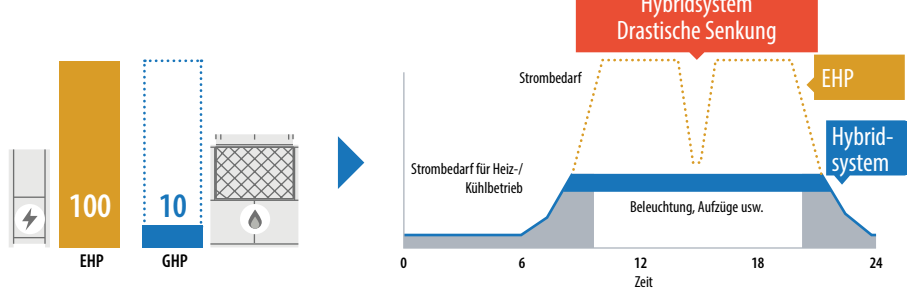 Hybridsystem
Drastische Senkung
Strombedarf
EHP
Hybrid-
system
Strombedarf für Heiz-/
Kühlbetrieb
Beleuchtung, Aufzüge usw.
100
10
EHP
GHP
0
6
12
18
24
Zeit